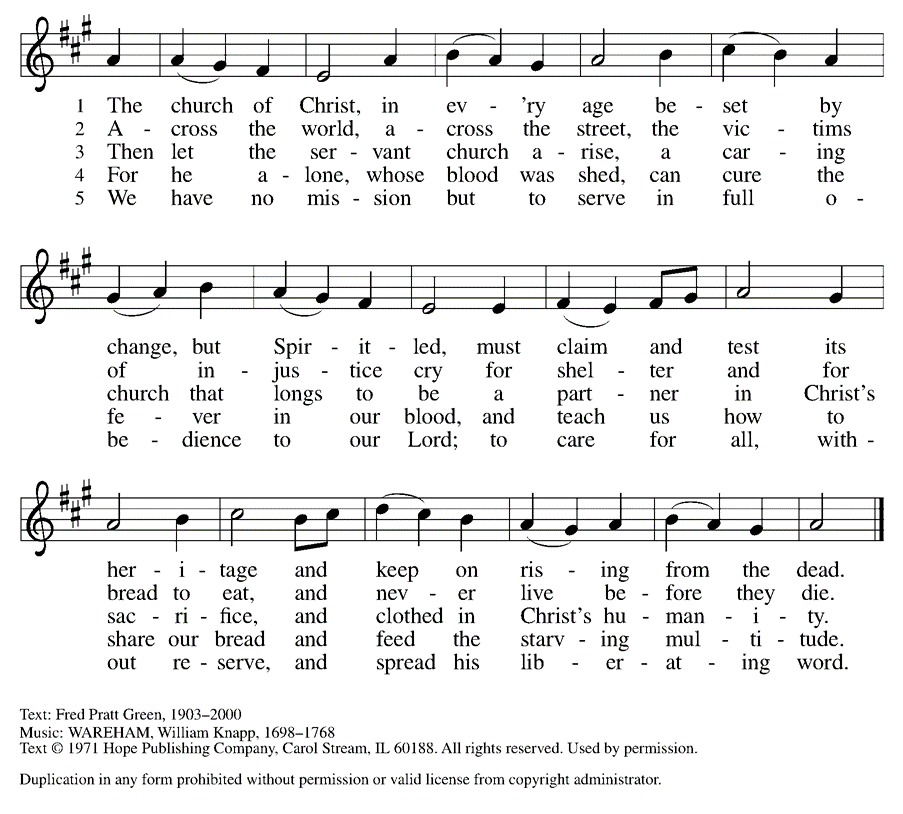 1 The church of Christ, in ev - 'ry age be - set by
2 A - cross the world, a - cross the street, the vic - tims
3 Then let the ser - vant church a - rise, a car - ing
4 For he a - lone, whose blood was shed, can cure the
5 We have no mis - sion but to serve in full o -
change, but Spir - it - led, must claim and test its
of in - jus - tice cry for shel - ter and for
church that longs to be a part - ner in Christ's
fe - ver in our blood, and teach us how to
be - dience to our Lord; to care for all, with -
her - i - tage and keep on ris - ing from the dead.
bread to eat, and nev - er live be - fore they die.
sac - ri - fice, and clothed in Christ's hu - man - i - ty.
share our bread and feed the starv - ing mul - ti - tude.
out re - serve, and spread his lib - er - at - ing word.
Text: Fred Pratt Green, 1903–2000
Music: WAREHAM, William Knapp, 1698–1768
Text © 1971 Hope Publishing Company, Carol Stream, IL 60188. All rights reserved. Used by permission.
Duplication in any form prohibited without permission or valid license from copyright administrator.